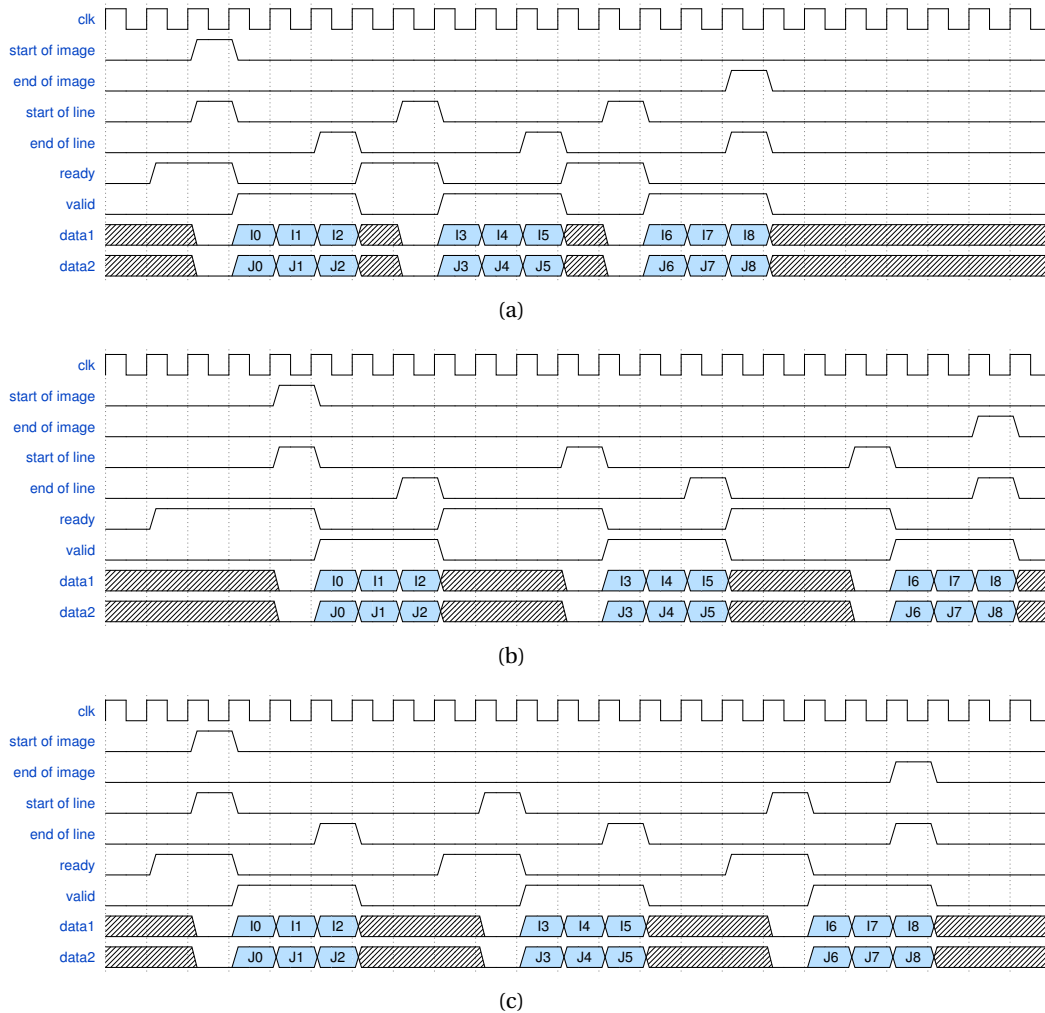 clk
start of image
end of image
start of line
end of line
ready
valid
data1 I0 I1 I2 I3 I4 I5 I6 I7 I8
data2 J0 J1 J2 J3 J4 J5 J6 J7 J8
(a)
clk
start of image
end of image
start of line
end of line
ready
valid
data1 I0 I1 I2 I3 I4 I5 I6 I7 I8
data2 J0 J1 J2 J3 J4 J5 J6 J7 J8
(b)
clk
start of image
end of image
start of line
end of line
ready
valid
data1 I0 I1 I2 I3 I4 I5 I6 I7 I8
data2 J0 J1 J2 J3 J4 J5 J6 J7 J8
(c)